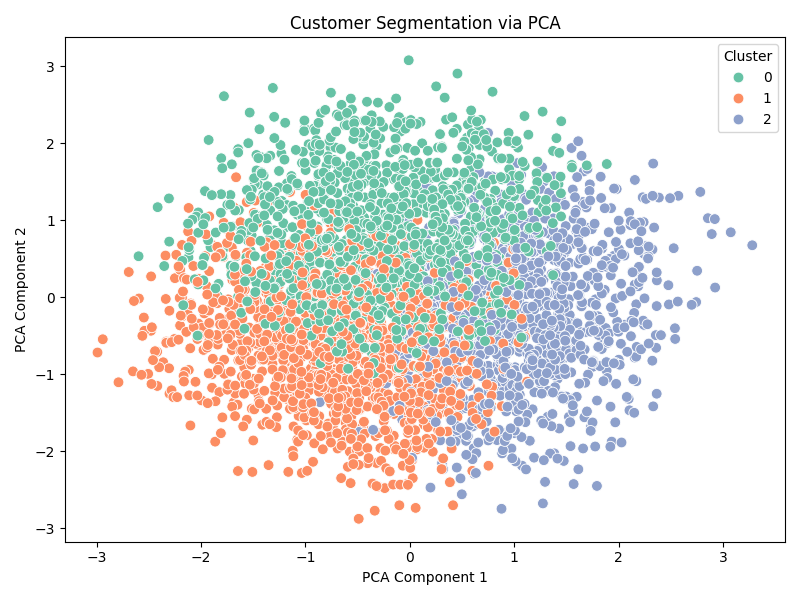 Customer Segmentation via PCA
Cluster
0
1
2
3
2
1
0
−1
−2
−3
PCA Component 2
−3 −2 −1 0 1 2 3
PCA Component 1